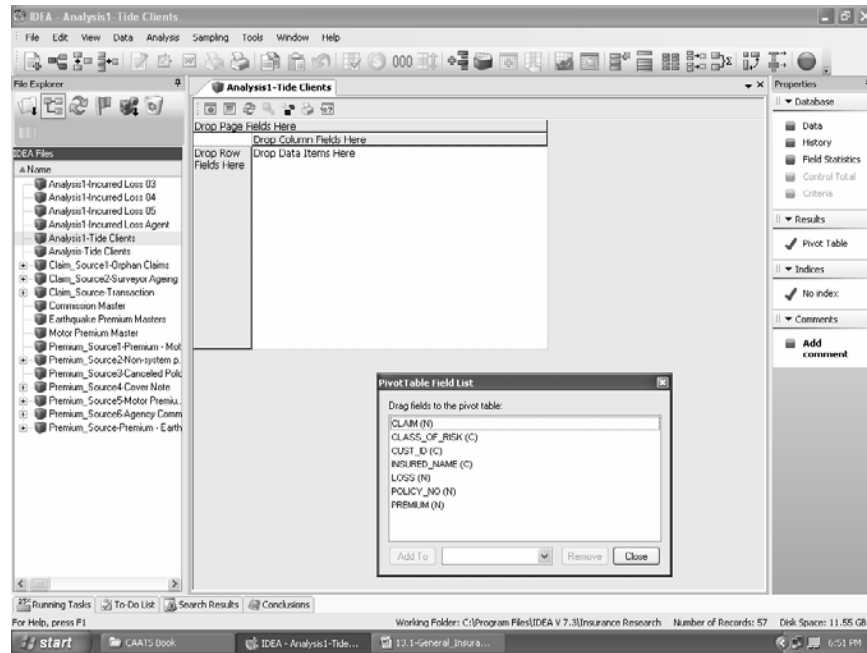 IDEA - Analysis1-Tide Clients
File Edit View Data Analysis Sampling Tools Window Help
File Explorer
Analysis1-Tide Clients
Properties
Database
Data
History
Field Statistics
Control Total
Criteria
Results
Pivot Table
Indices
No index
Comments
Add comment
IDEA Files
Name
Analysis1-Incurred Loss 03
Analysis1-Incurred Loss 04
Analysis1-Incurred Loss 05
Analysis1-Incurred Loss Agent
Analysis1-Tide Clients
Analysis-Tide Clients
Claim_Source1-Orphan Claims
Claim_Source2-Surveyor Ageing
Claim_Source-Transaction
Commission Master
Earthquake Premium Masters
Motor Premium Master
Premium_Source1-Premium - Mot
Premium_Source2-Non-system p.
Premium_Source3-Canceled Polic
Premium_Source4-Cover Note
Premium_Source5-Motor Premiu..
Premium_Source6-Agency Comm
Premium_Source-Premium - Earth
Drop Page Fields Here
Drop Column Fields Here
Drop Row Fields Here
Drop Data Items Here
PivotTable Field List
Drag fields to the pivot table:
CLAIM (N)
CLASS_OF_RISK (C)
CUST_ID (C)
INSURED_NAME (C)
LOSS (N)
POLICY_NO (N)
PREMIUM (N)
Add To
Remove
Close
Running Tasks To-Do List Search Results Conclusions
For Help, press F1
Working Folder: C:\Program Files\IDEA V 7.3\Insurance Research Number of Records: 57 Disk Space: 11.55 GB
start CAATS Book IDEA - Analysis1-Tide... 13.1-General_Insura... 6:51 PM